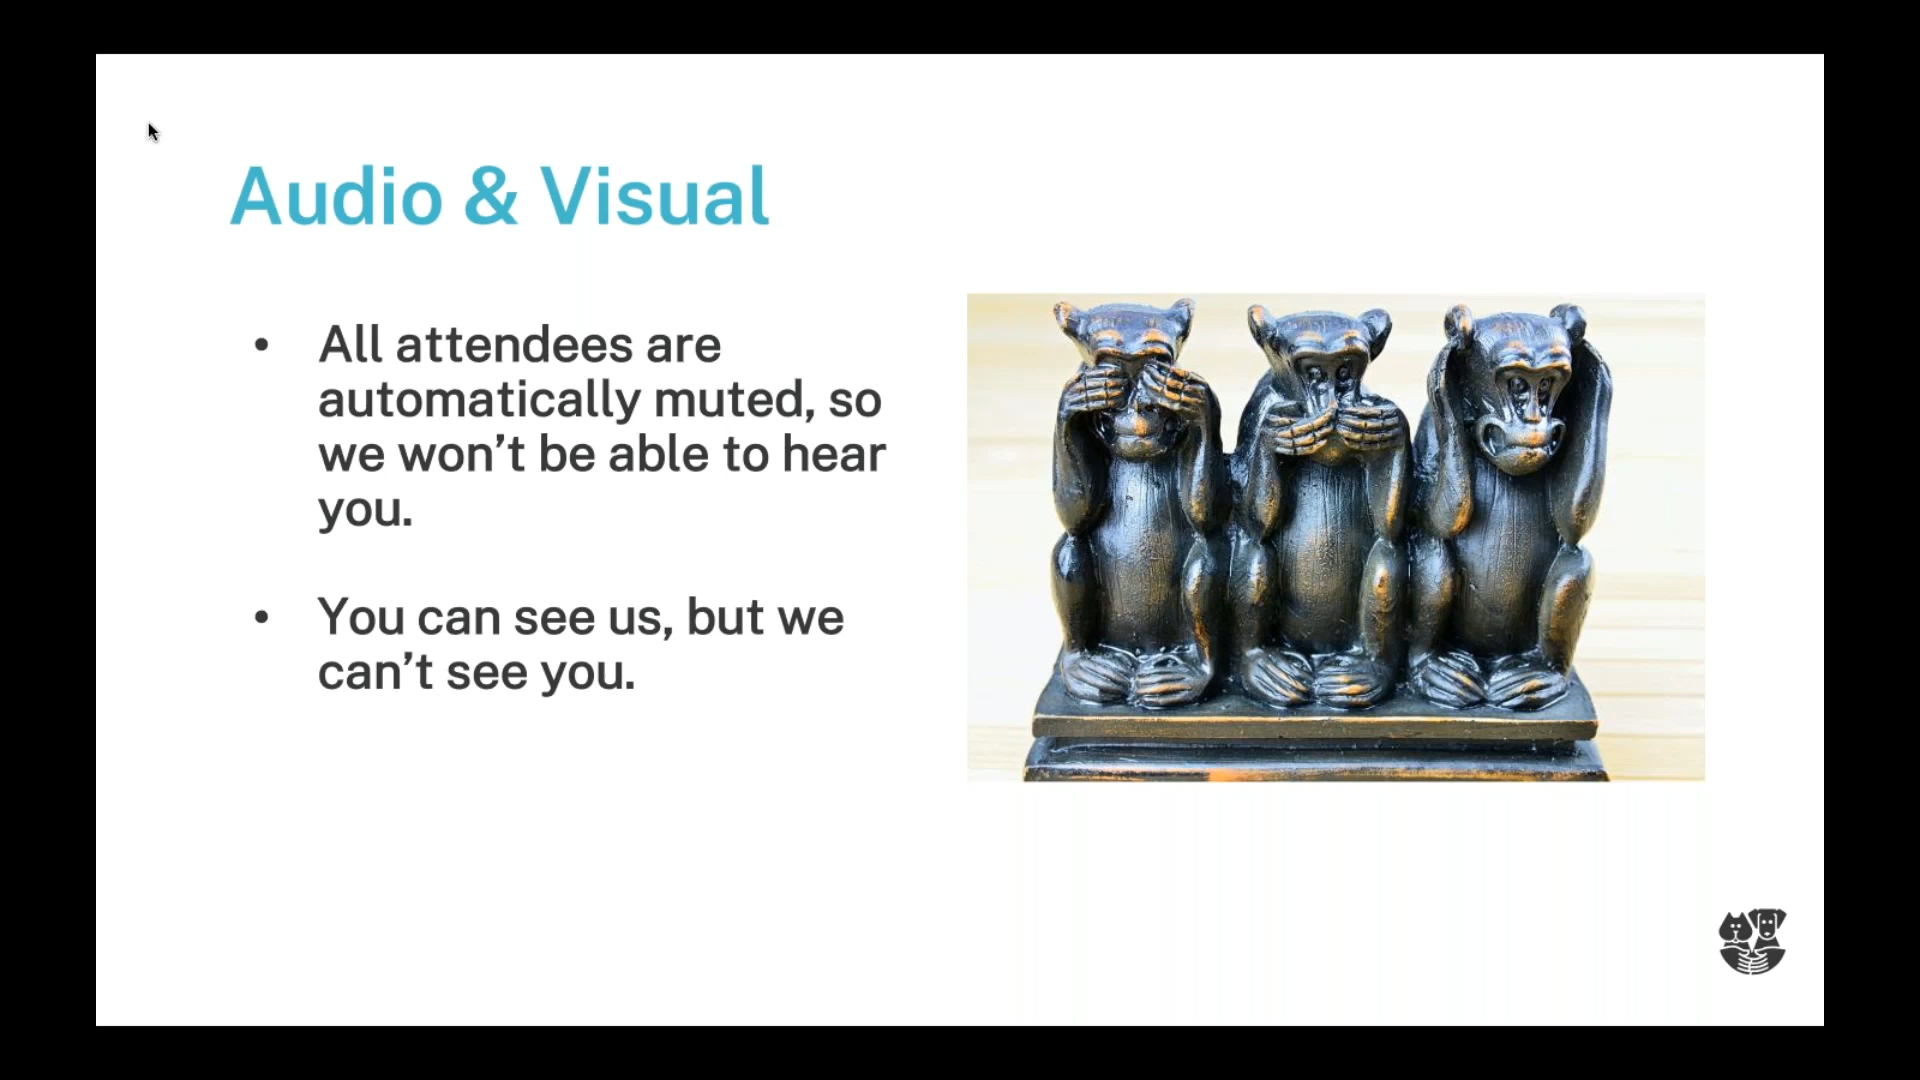 Audio & Visual
• All attendees are
automatically muted, so
we won’t be able to hear
you.
• You can see us, but we
can’t see you.